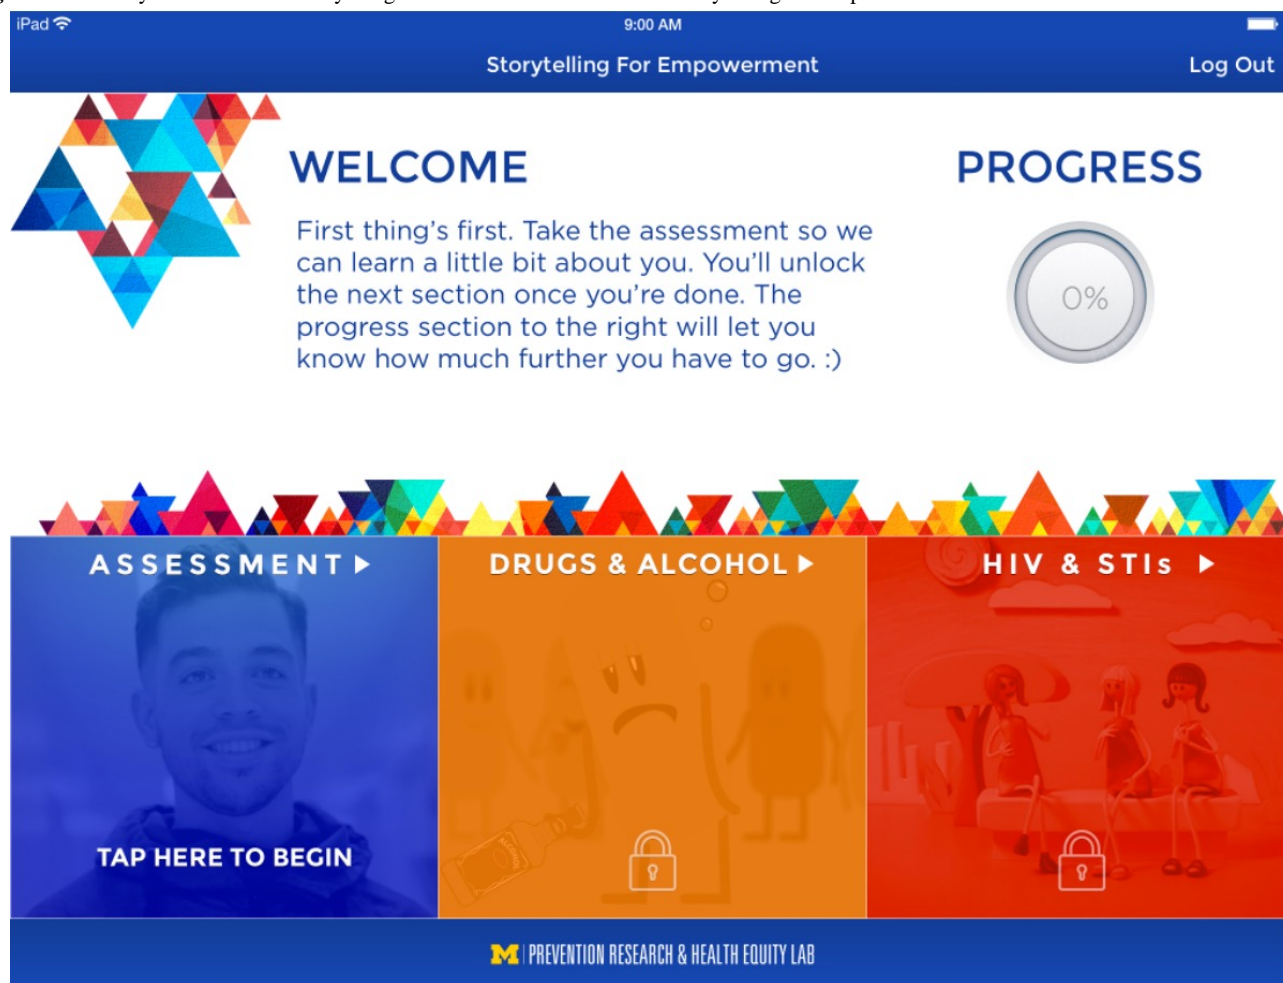 iPad
9:00 AM
Storytelling For Empowerment
Log Out
WELCOME
First thing's first. Take the assessment so we
can learn a little bit about you. You'll unlock
the next section once you're done. The
progress section to the right will let you
know how much further you have to go. :)
PROGRESS
0%
ASSESSMENT
TAP HERE TO BEGIN
DRUGS & ALCOHOL
HIV & STIs
M | PREVENTION RESEARCH & HEALTH EQUITY LAB